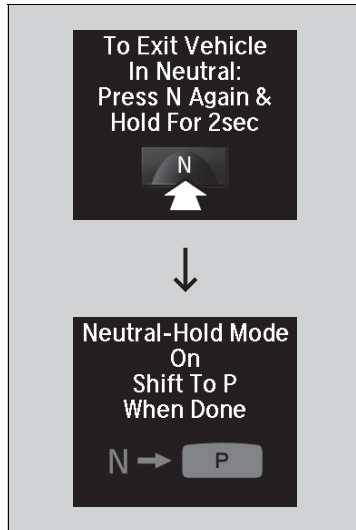 To Exit Vehicle
In Neutral:
Press N Again &
Hold For 2sec
N
Neutral-Hold Mode
On
Shift To P
When Done
N P